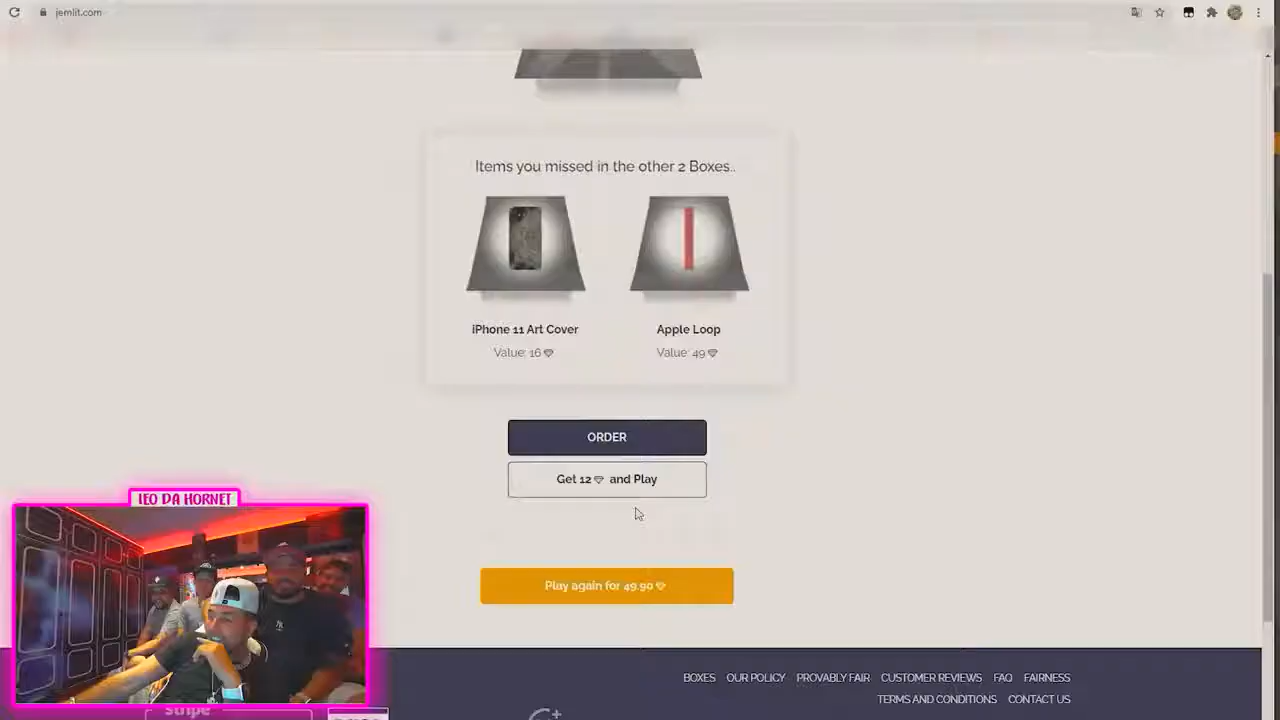 jemlit.com
Items you missed in the other 2 Boxes..
iPhone 11 Art Cover
Apple Loop
Value: 16
Value: 49
ORDER
Get 12 and Play
LEO DA HORNET
Play again for 49.90
BOXES OUR POLICY PROVABLY FAIR CUSTOMER REVIEWS FAQ FAIRNESS
TERMS AND CONDITIONS CONTACT US
stripe